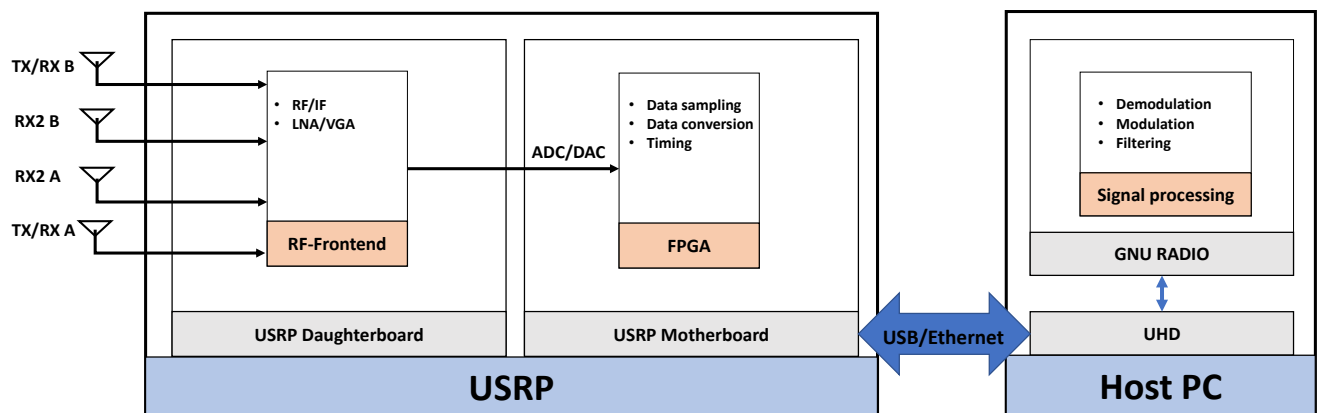 TX/RX B
RX2 B
RX2 A
TX/RX A
• RF/IF
• LNA/VGA
RF-Frontend
USRP Daughterboard
ADC/DAC
• Data sampling
• Data conversion
• Timing
FPGA
USRP Motherboard
USRP
USB/Ethernet
• Demodulation
• Modulation
• Filtering
Signal processing
GNU RADIO
UHD
Host PC